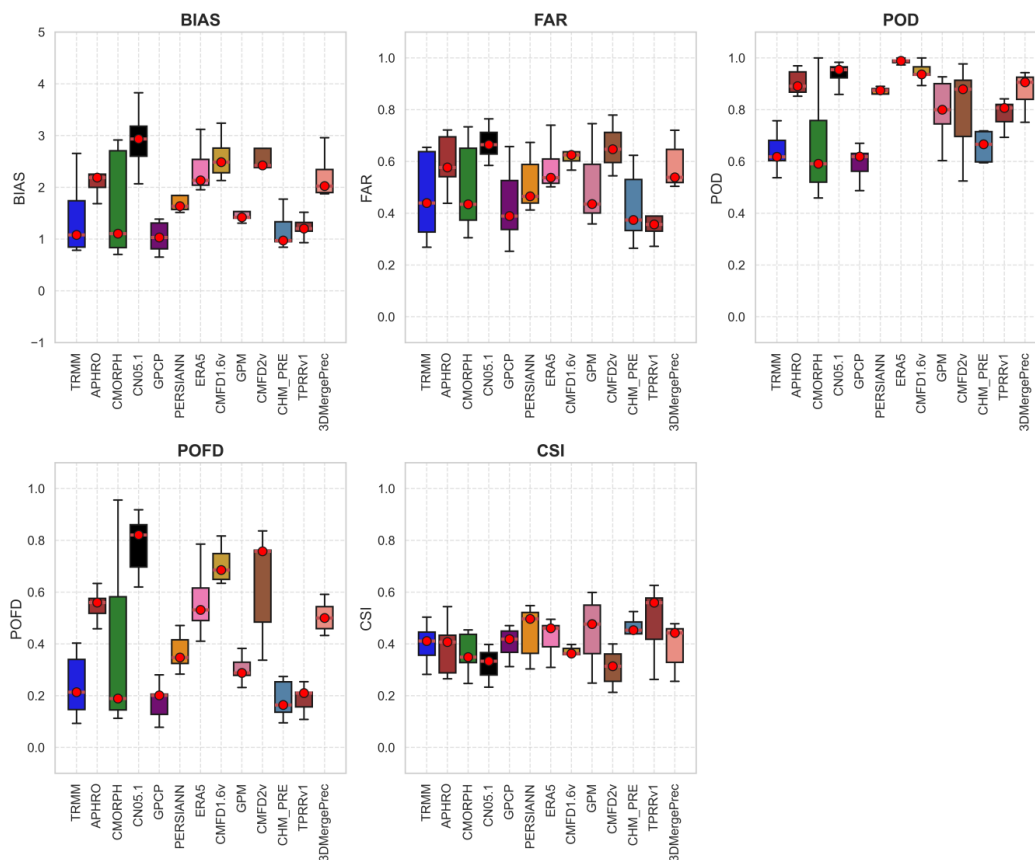 BIAS
BIAS
5
4
3
2
1
0
−1
TRMM
APHRO
CMORPH
CN05.1
GPCP
PERSIANN
ERA5
CMFD1.6v
GPM
CMFD2v
CHM_PRE
TPRRv1
3DMergePrec
FAR
FAR
1.0
0.8
0.6
0.4
0.2
0.0
TRMM
APHRO
CMORPH
CN05.1
GPCP
PERSIANN
ERA5
CMFD1.6v
GPM
CMFD2v
CHM_PRE
TPRRv1
3DMergePrec
POD
POD
1.0
0.8
0.6
0.4
0.2
0.0
TRMM
APHRO
CMORPH
CN05.1
GPCP
PERSIANN
ERA5
CMFD1.6v
GPM
CMFD2v
CHM_PRE
TPRRv1
3DMergePrec
POFD
POFD
1.0
0.8
0.6
0.4
0.2
0.0
TRMM
APHRO
CMORPH
CN05.1
GPCP
PERSIANN
ERA5
CMFD1.6v
GPM
CMFD2v
CHM_PRE
TPRRv1
3DMergePrec
CSI
CSI
1.0
0.8
0.6
0.4
0.2
0.0
TRMM
APHRO
CMORPH
CN05.1
GPCP
PERSIANN
ERA5
CMFD1.6v
GPM
CMFD2v
CHM_PRE
TPRRv1
3DMergePrec